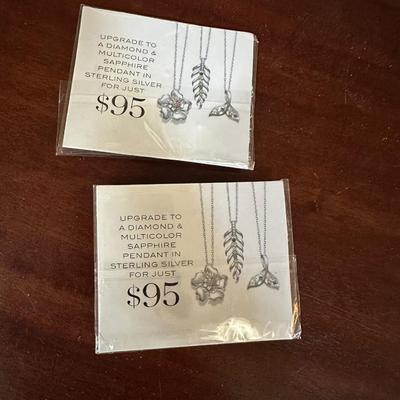 UPGRADE TO
A DIAMOND &
MULTICOLOR
SAPPHIRE
PENDANT IN
STERLING SILVER
FOR JUST
$95
UPGRADE TO
A DIAMOND &
MULTICOLOR
SAPPHIRE
PENDANT IN
STERLING SILVER
FOR JUST
$95